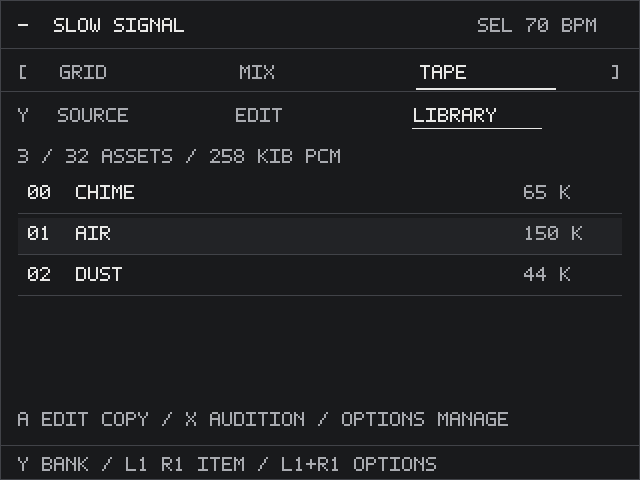 − SLOW SIGNAL SEL 70 BPM
[ GRID MIX TAPE ]
Y SOURCE EDIT LIBRARY
3 / 32 ASSETS / 258 KIB PCM
00 CHIME 65 K
01 AIR 150 K
02 DUST 44 K
A EDIT COPY / X AUDITION / OPTIONS MANAGE
Y BANK / L1 R1 ITEM / L1+R1 OPTIONS